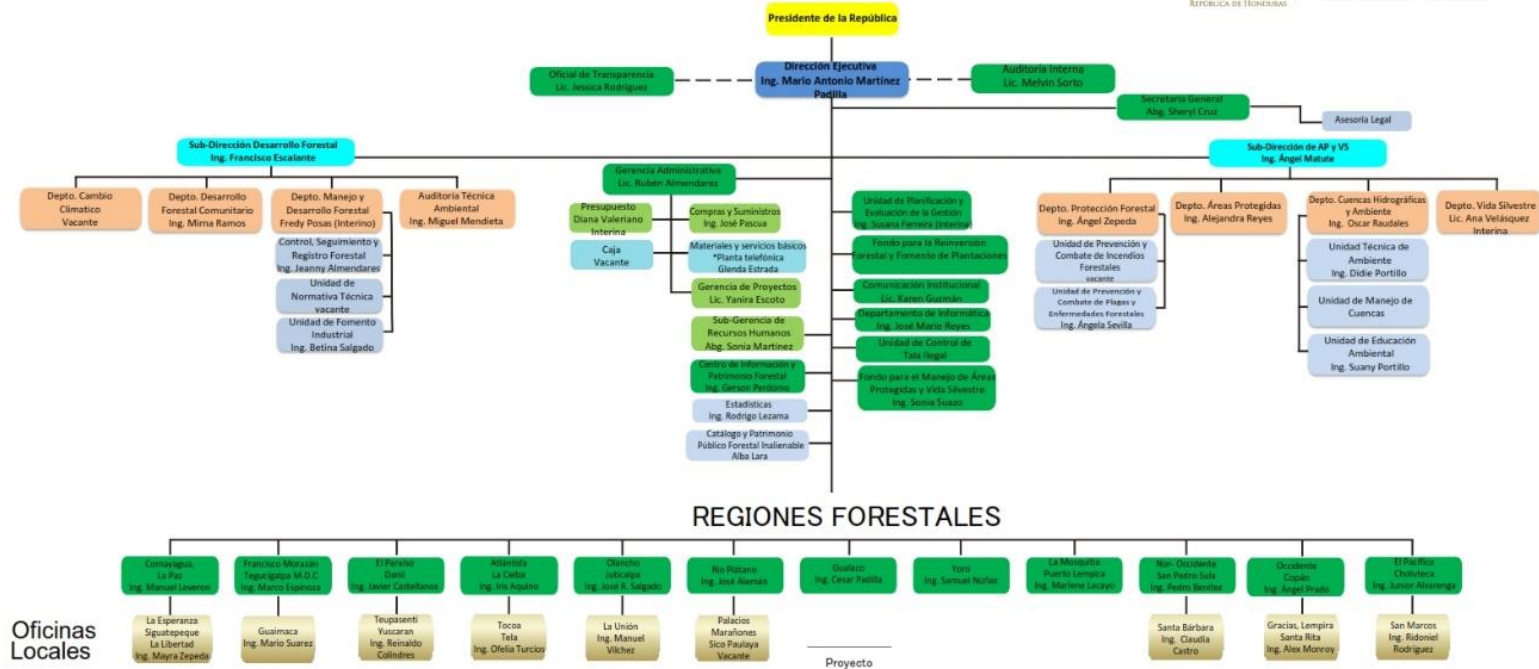 REPÚBLICA DE HONDURAS
Presidente de la República
Oficial de Transparencia
Lic. Jessica Rodríguez
Dirección Ejecutiva
Ing. Mario Antonio Martínez
Padilla
Auditoría Interna
Lic. Melvin Sorto
Secretaría General
Abg. Sheryl Cruz
Asesoría Legal
Sub-Dirección Desarrollo Forestal
Ing. Francisco Escalante
Sub-Dirección de AP y VS
Ing. Ángel Matute
Depto. Cambio
Climatico
Vacante
Depto. Desarrollo
Forestal Comunitario
Ing. Mirna Ramos
Depto. Manejo y
Desarrollo Forestal
Fredy Posas (Interino)
Auditoría Técnica
Ambiental
Ing. Miguel Mendieta
Control, Seguimiento y
Registro Forestal
Ing. Jeanny Almendares
Unidad de
Normativa Técnica
vacante
Unidad de Fomento
Industrial
Ing. Betina Salgado
Gerencia Administrativa
Lic. Rubén Almendarez
Presupuesto
Diana Valeriano
Interina
Compras y Suministros
Ing. José Pascua
Caja
Vacante
Materiales y servicios básicos
*Planta telefónica
Glenda Estrada
Gerencia de Proyectos
Lic. Yanira Escoto
Sub-Gerencia de
Recursos Humanos
Abg. Sonia Martínez
Centro de Información y
Patrimonio Forestal
Ing. Gerson Perdomo
Estadísticas
Ing. Rodrigo Lezama
Catálogo y Patrimonio
Público Forestal Inalienable
Alba Lara
Unidad de Planificación y
Evaluación de la Gestión
Ing. Susana Ferreira (Interina)
Fondo para la Reinversión
Forestal y Fomento de Plantaciones
Comunicación Institucional
Lic. Karen Guzmán
Departamento de Informática
Ing. José Mario Reyes
Unidad de Control de
Tala Ilegal
Fondo para el Manejo de Áreas
Protegidas y Vida Silvestre
Ing. Sonia Suazo
Depto. Protección Forestal
Ing. Ángel Zepeda
Depto. Áreas Protegidas
Ing. Alejandra Reyes
Depto. Cuencas Hidrográficas
y Ambiente
Ing. Oscar Raudales
Depto. Vida Silvestre
Lic. Ana Velásquez
Interina
Unidad de Prevención y
Combate de Incendios
Forestales
vacante
Unidad de Prevención y
Combate de Plagas y
Enfermedades Forestales
Ing. Ángela Sevilla
Unidad Técnica de
Ambiente
Ing. Didie Portillo
Unidad de Manejo de
Cuencas
Unidad de Educación
Ambiental
Ing. Suany Portillo
REGIONES FORESTALES
Comayagua,
La Paz
Ing. Manuel Leveron
Francisco Morazán
Tegucigalpa M.D.C
Ing. Marco Espinoza
El Paraíso
Danlí
Ing. Javier Castellanos
Atlántida
La Ceiba
Ing. Iris Aquino
Olancho
Juticalpa
Ing. José R. Salgado
Río Plátano
Ing. José Alemán
Gualaco
Ing. Cesar Padilla
Yoro
Ing. Samuel Núñez
La Mosquitia
Puerto Lempira
Ing. Marlene Lacayo
Nor- Occidente
San Pedro Sula
Ing. Pedro Benítez
Occidente
Copán
Ing. Ángel Prado
El Pacífico
Choluteca
Ing. Junior Alvarenga
Oficinas
Locales
La Esperanza
Siguatepeque
La Libertad
Ing. Mayra Zepeda
Guaimaca
Ing. Mario Suarez
Teupasenti
Yuscaran
Ing. Reinaldo
Colindres
Tocoa
Tela
Ing. Ofelia Turcios
La Unión
Ing. Manuel
Vilchez
Palacios
Marañones
Sico Paulaya
Vacante
Proyecto
Santa Bárbara
Ing. Claudia
Castro
Gracias, Lempira
Santa Rita
Ing. Alex Monroy
San Marcos
Ing. Ridoniel
Rodriguez